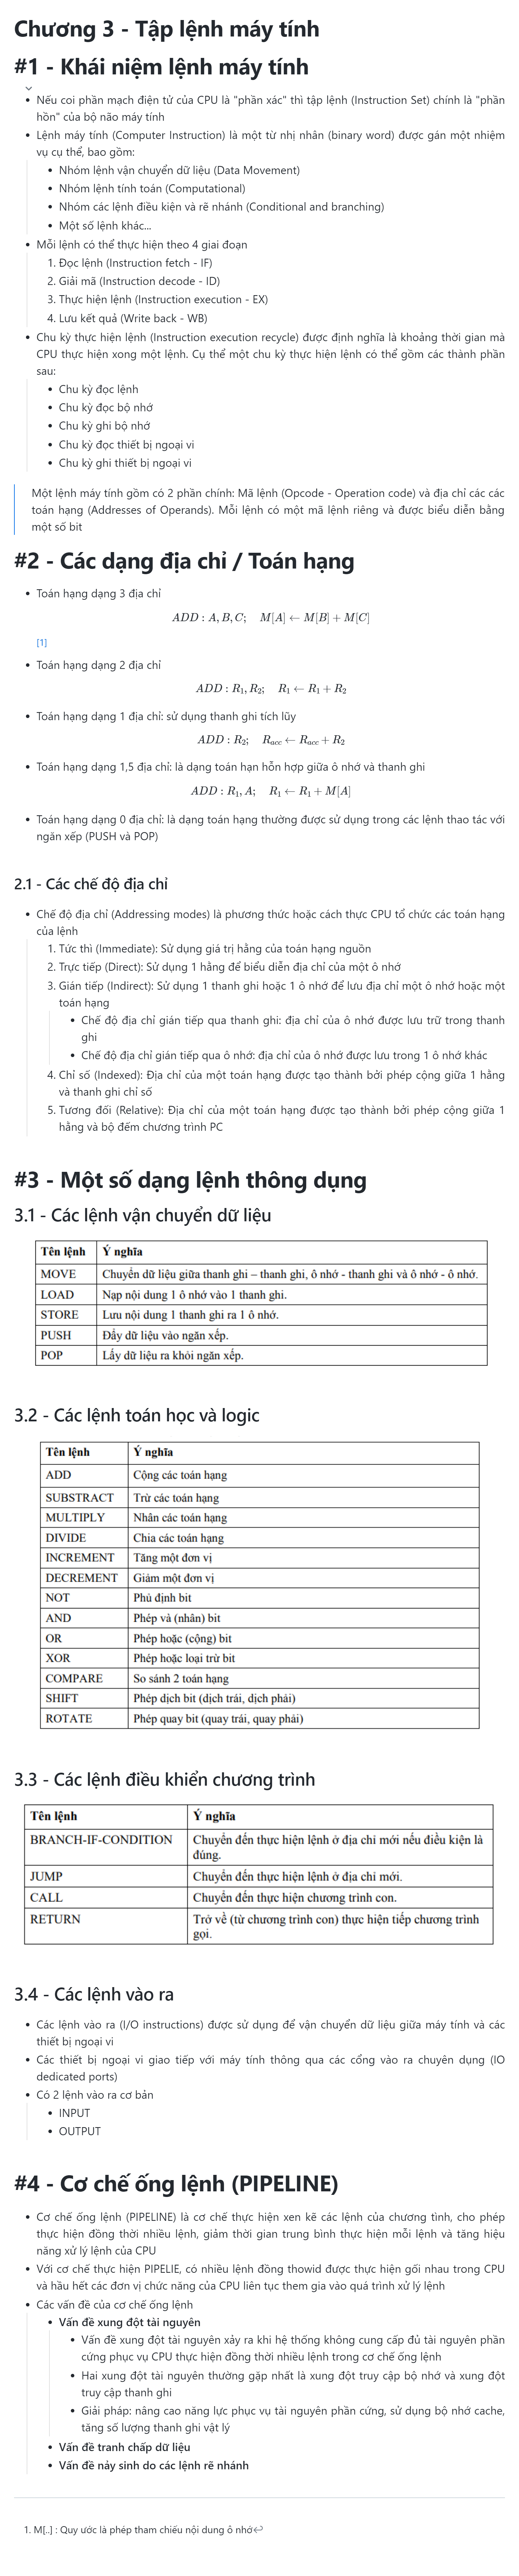 Chương 3 - Tập lệnh máy tính
#1 - Khái niệm lệnh máy tính
• Nếu coi phần mạch điện tử của CPU là "phần xác" thì tập lệnh (Instruction Set) chính là "phần
hồn" của bộ não máy tính
• Lệnh máy tính (Computer Instruction) là một từ nhị nhân (binary word) được gán một nhiệm
vụ cụ thể, bao gồm:
• Nhóm lệnh vận chuyển dữ liệu (Data Movement)
• Nhóm lệnh tính toán (Computational)
• Nhóm các lệnh điều kiện và rẽ nhánh (Conditional and branching)
• Một số lệnh khác...
• Mỗi lệnh có thể thực hiện theo 4 giai đoạn
1. Đọc lệnh (Instruction fetch - IF)
2. Giải mã (Instruction decode - ID)
3. Thực hiện lệnh (Instruction execution - EX)
4. Lưu kết quả (Write back - WB)
• Chu kỳ thực hiện lệnh (Instruction execution recycle) được định nghĩa là khoảng thời gian mà
CPU thực hiện xong một lệnh. Cụ thể một chu kỳ thực hiện lệnh có thể gồm các thành phần
sau:
• Chu kỳ đọc lệnh
• Chu kỳ đọc bộ nhớ
• Chu kỳ ghi bộ nhớ
• Chu kỳ đọc thiết bị ngoại vi
• Chu kỳ ghi thiết bị ngoại vi
Một lệnh máy tính gồm có 2 phần chính: Mã lệnh (Opcode - Operation code) và địa chỉ các các
toán hạng (Addresses of Operands). Mỗi lệnh có một mã lệnh riêng và được biểu diễn bằng
một số bit
#2 - Các dạng địa chỉ / Toán hạng
• Toán hạng dạng 3 địa chỉ
ADD : A, B, C; M[A] ← M[B] + M[C]
[1]
• Toán hạng dạng 2 địa chỉ
ADD : R₁, R₂; R₁ ← R₁ + R₂
• Toán hạng dạng 1 địa chỉ: sử dụng thanh ghi tích lũy
ADD : R₂; R_acc ← R_acc + R₂
• Toán hạng dạng 1,5 địa chỉ: là dạng toán hạn hỗn hợp giữa ô nhớ và thanh ghi
ADD : R₁, A; R₁ ← R₁ + M[A]
• Toán hạng dạng 0 địa chỉ: là dạng toán hạng thường được sử dụng trong các lệnh thao tác với
ngăn xếp (PUSH và POP)
2.1 - Các chế độ địa chỉ
• Chế độ địa chỉ (Addressing modes) là phương thức hoặc cách thực CPU tổ chức các toán hạng
của lệnh
1. Tức thì (Immediate): Sử dụng giá trị hằng của toán hạng nguồn
2. Trực tiếp (Direct): Sử dụng 1 hằng để biểu diễn địa chỉ của một ô nhớ
3. Gián tiếp (Indirect): Sử dụng 1 thanh ghi hoặc 1 ô nhớ để lưu địa chỉ một ô nhớ hoặc một
toán hạng
• Chế độ địa chỉ gián tiếp qua thanh ghi: địa chỉ của ô nhớ được lưu trữ trong thanh
ghi
• Chế độ địa chỉ gián tiếp qua ô nhớ: địa chỉ của ô nhớ được lưu trong 1 ô nhớ khác
4. Chỉ số (Indexed): Địa chỉ của một toán hạng được tạo thành bởi phép cộng giữa 1 hằng
và thanh ghi chỉ số
5. Tương đối (Relative): Địa chỉ của một toán hạng được tạo thành bởi phép cộng giữa 1
hằng và bộ đếm chương trình PC
#3 - Một số dạng lệnh thông dụng
3.1 - Các lệnh vận chuyển dữ liệu
Tên lệnh Ý nghĩa
MOVE Chuyển dữ liệu giữa thanh ghi – thanh ghi, ô nhớ - thanh ghi và ô nhớ - ô nhớ.
LOAD Nạp nội dung 1 ô nhớ vào 1 thanh ghi.
STORE Lưu nội dung 1 thanh ghi ra 1 ô nhớ.
PUSH Đẩy dữ liệu vào ngăn xếp.
POP Lấy dữ liệu ra khỏi ngăn xếp.
3.2 - Các lệnh toán học và logic
Tên lệnh Ý nghĩa
ADD Cộng các toán hạng
SUBSTRACT Trừ các toán hạng
MULTIPLY Nhân các toán hạng
DIVIDE Chia các toán hạng
INCREMENT Tăng một đơn vị
DECREMENT Giảm một đơn vị
NOT Phủ định bit
AND Phép và (nhân) bit
OR Phép hoặc (cộng) bit
XOR Phép hoặc loại trừ bit
COMPARE So sánh 2 toán hạng
SHIFT Phép dịch bit (dịch trái, dịch phải)
ROTATE Phép quay bit (quay trái, quay phải)
3.3 - Các lệnh điều khiển chương trình
Tên lệnh Ý nghĩa
BRANCH-IF-CONDITION Chuyển đến thực hiện lệnh ở địa chỉ mới nếu điều kiện là
đúng.
JUMP Chuyển đến thực hiện lệnh ở địa chỉ mới.
CALL Chuyển đến thực hiện chương trình con.
RETURN Trở về (từ chương trình con) thực hiện tiếp chương trình
gọi.
3.4 - Các lệnh vào ra
• Các lệnh vào ra (I/O instructions) được sử dụng để vận chuyển dữ liệu giữa máy tính và các
thiết bị ngoại vi
• Các thiết bị ngoại vi giao tiếp với máy tính thông qua các cổng vào ra chuyên dụng (IO
dedicated ports)
• Có 2 lệnh vào ra cơ bản
• INPUT
• OUTPUT
#4 - Cơ chế ống lệnh (PIPELINE)
• Cơ chế ống lệnh (PIPELINE) là cơ chế thực hiện xen kẽ các lệnh của chương tình, cho phép
thực hiện đồng thời nhiều lệnh, giảm thời gian trung bình thực hiện mỗi lệnh và tăng hiệu
năng xử lý lệnh của CPU
• Với cơ chế thực hiện PIPELIE, có nhiều lệnh đồng thowid được thực hiện gối nhau trong CPU
và hầu hết các đơn vị chức năng của CPU liên tục them gia vào quá trình xử lý lệnh
• Các vấn đề của cơ chế ống lệnh
• Vấn đề xung đột tài nguyên
• Vấn đề xung đột tài nguyên xảy ra khi hệ thống không cung cấp đủ tài nguyên phần
cứng phục vụ CPU thực hiện đồng thời nhiều lệnh trong cơ chế ống lệnh
• Hai xung đột tài nguyên thường gặp nhất là xung đột truy cập bộ nhớ và xung đột
truy cập thanh ghi
• Giải pháp: nâng cao năng lực phục vụ tài nguyên phần cứng, sử dụng bộ nhớ cache,
tăng số lượng thanh ghi vật lý
• Vấn đề tranh chấp dữ liệu
• Vấn đề nảy sinh do các lệnh rẽ nhánh
1. M[..] : Quy ước là phép tham chiếu nội dung ô nhớ↩